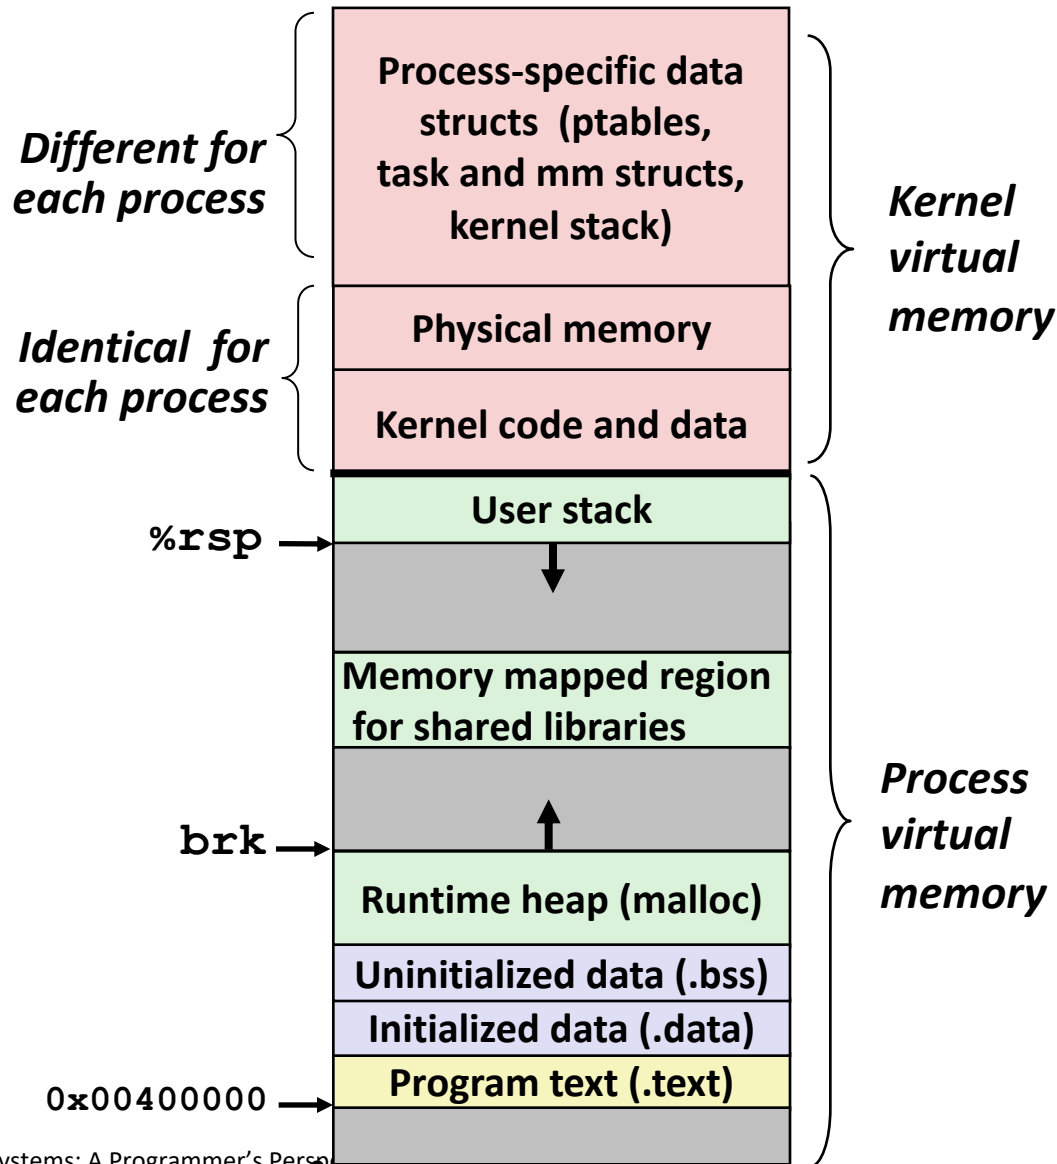 Process-specific data
structs (ptables,
task and mm structs,
kernel stack)
Different for
each process
Kernel
virtual
memory
Physical memory
Identical for
each process
Kernel code and data
User stack
%rsp
Memory mapped region
for shared libraries
Process
virtual
memory
brk
Runtime heap (malloc)
Uninitialized data (.bss)
Initialized data (.data)
Program text (.text)
0x00400000
Systems: A Programmer's